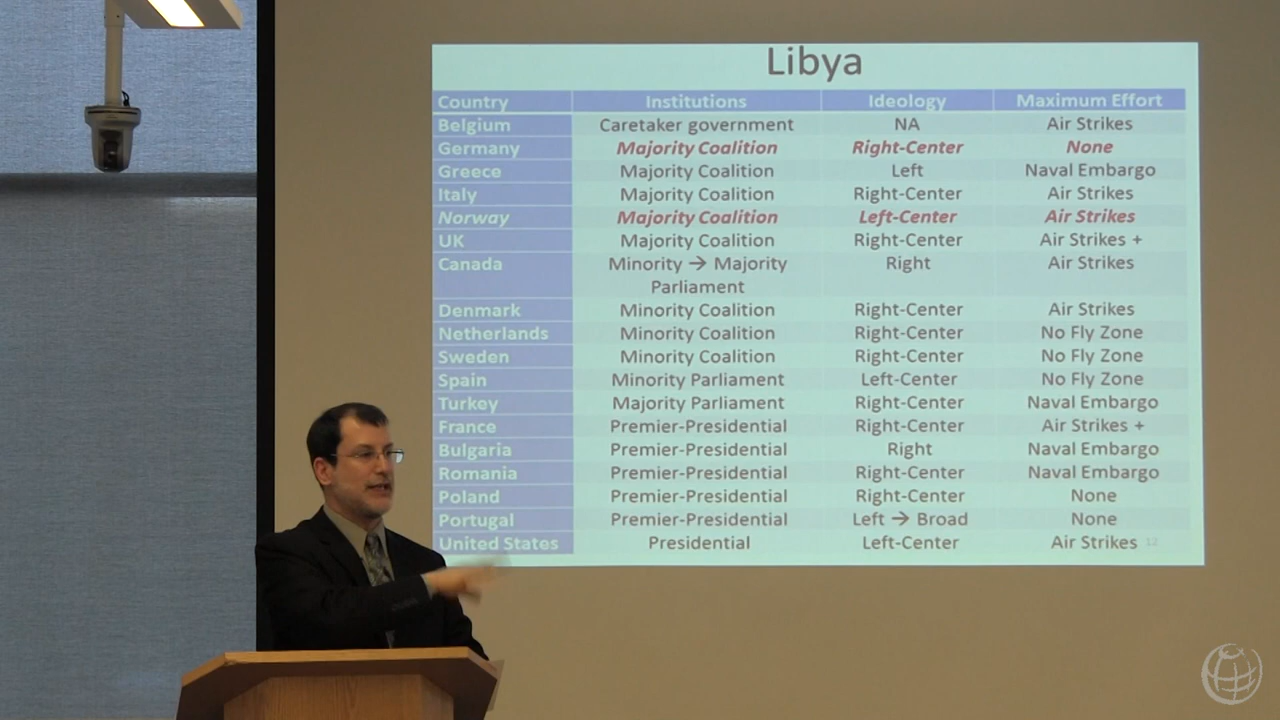 Libya
Country Institutions Ideology Maximum Effort
Belgium Caretaker government NA Air Strikes
Germany Majority Coalition Right-Center None
Greece Majority Coalition Left Naval Embargo
Italy Majority Coalition Right-Center Air Strikes
Norway Majority Coalition Left-Center Air Strikes
UK Majority Coalition Right-Center Air Strikes +
Canada Minority → Majority Right Air Strikes
Parliament
Denmark Minority Coalition Right-Center Air Strikes
Netherlands Minority Coalition Right-Center No Fly Zone
Sweden Minority Coalition Right-Center No Fly Zone
Spain Minority Parliament Left-Center No Fly Zone
Turkey Majority Parliament Right-Center Naval Embargo
France Premier-Presidential Right-Center Air Strikes +
Bulgaria Premier-Presidential Right Naval Embargo
Romania Premier-Presidential Right-Center Naval Embargo
Poland Premier-Presidential Right-Center None
Portugal Premier-Presidential Left → Broad None
United States Presidential Left-Center Air Strikes 12